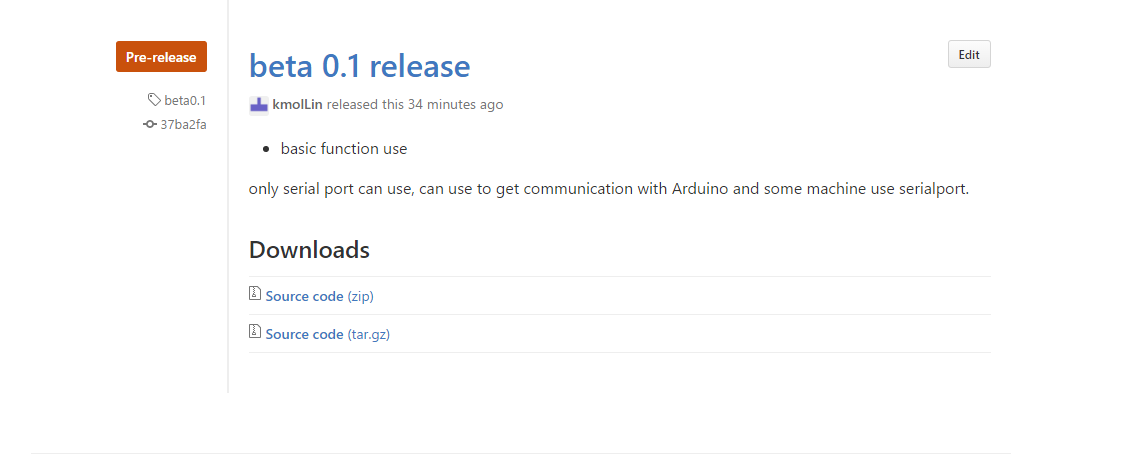 Pre-release
beta 0.1 release
Edit
beta0.1
kmolLin released this 34 minutes ago
37ba2fa
basic function use
only serial port can use, can use to get communication with Arduino and some machine use serialport.
Downloads
Source code (zip)
Source code (tar.gz)